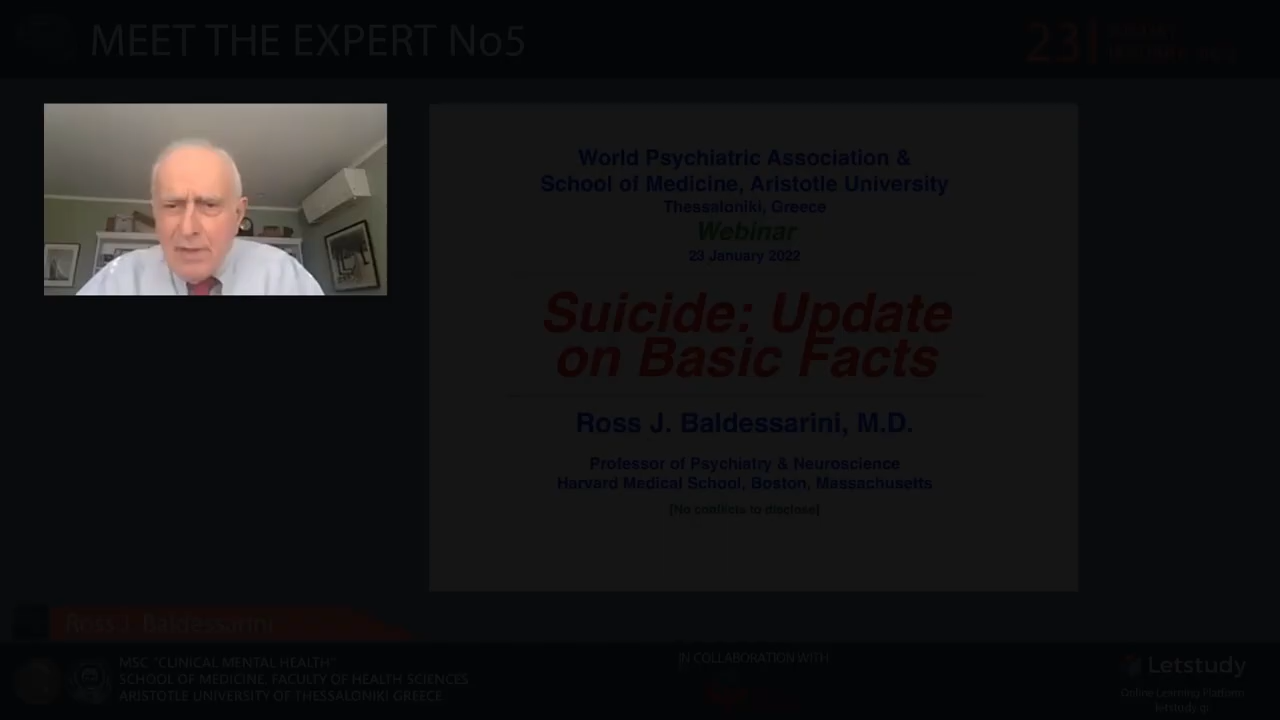 MEET THE EXPERT No5
23
World Psychiatric Association &
School of Medicine, Aristotle University
Thessaloniki, Greece
Webinar
23 January 2022
Suicide: Update
on Basic Facts
Ross J. Baldessarini, M.D.
Professor of Psychiatry & Neuroscience
Harvard Medical School, Boston, Massachusetts
[No conflicts to disclose]
Ross J. Baldessarini
MSC "CLINICAL MENTAL HEALTH"
SCHOOL OF MEDICINE, FACULTY OF HEALTH SCIENCES
ARISTOTLE UNIVERSITY OF THESSALONIKI GREECE
IN COLLABORATION WITH
Letstudy
Online Learning Platform
letstudy.gr